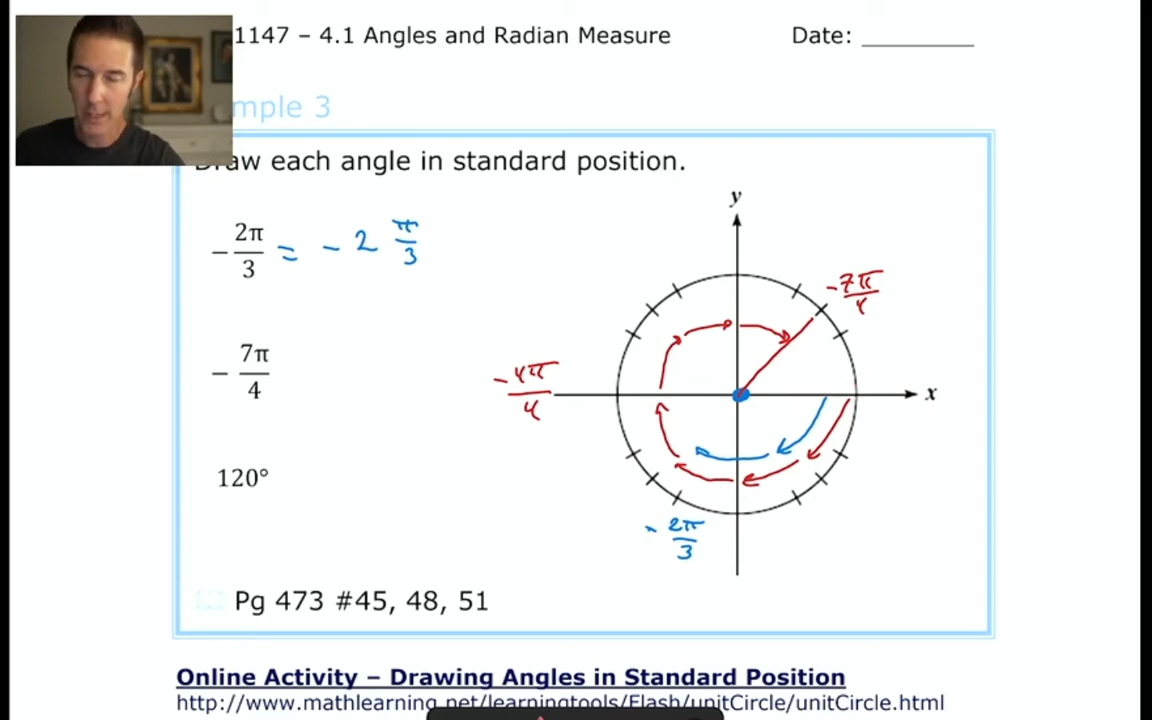 1147 – 4.1 Angles and Radian Measure Date: ________
mple 3
Draw each angle in standard position.
y
-2π/3 = -2 π/3
-7π/4
-7π/4
-4π/4
x
120°
-2π/3
Pg 473 #45, 48, 51
Online Activity – Drawing Angles in Standard Position
http://www.mathlearning.net/learningtools/Flash/unitCircle/unitCircle.html